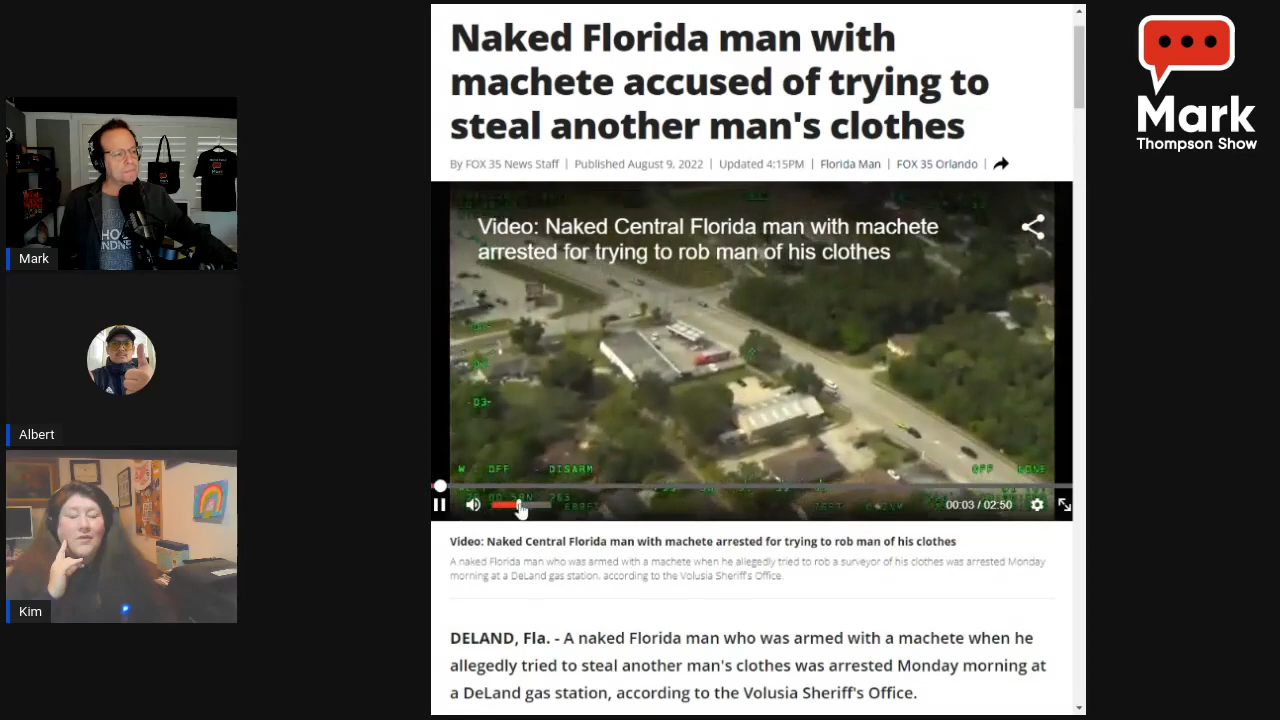 Naked Florida man with
machete accused of trying to
steal another man's clothes
By FOX 35 News Staff | Published August 9, 2022 | Updated 4:15PM | Florida Man | FOX 35 Orlando |
Video: Naked Central Florida man with machete
arrested for trying to rob man of his clothes
W OFF - DISARM
00:03 / 02:50
Video: Naked Central Florida man with machete arrested for trying to rob man of his clothes
A naked Florida man who was armed with a machete when he allegedly tried to rob a surveyor of his clothes was arrested Monday
morning at a DeLand gas station, according to the Volusia Sheriff's Office.
DELAND, Fla. - A naked Florida man who was armed with a machete when he
allegedly tried to steal another man's clothes was arrested Monday morning at
a DeLand gas station, according to the Volusia Sheriff's Office.
Mark
Thompson Show
Mark
Albert
Kim